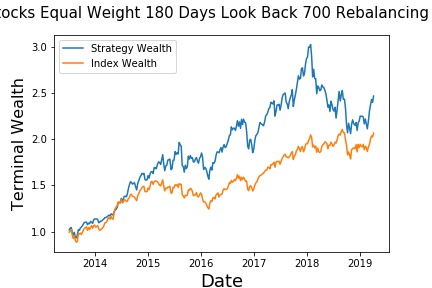 Equal Weight 180 Days Look Back 700 Rebalancing
Strategy Wealth
Index Wealth
3.0
2.5
2.0
1.5
1.0
Terminal Wealth
2014 2015 2016 2017 2018 2019
Date